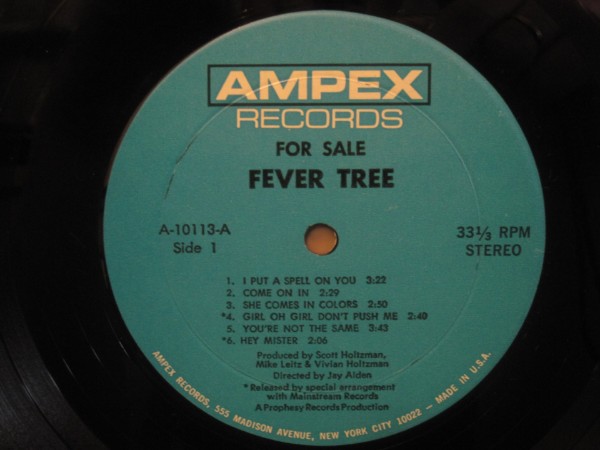 AMPEX
RECORDS
FOR SALE
FEVER TREE
A-10113-A
Side 1
33⅓ RPM
STEREO
1. I PUT A SPELL ON YOU 3:22
2. COME ON IN 2:29
3. SHE COMES IN COLORS 2:50
*4. GIRL OH GIRL DON'T PUSH ME 2:40
5. YOU'RE NOT THE SAME 3:43
*6. HEY MISTER 2:06
Produced by Scott Holtzman,
Mike Leitz & Vivian Holtzman
Directed by Jay Alden
*Released by special arrangement
with Mainstream Records
A Prophesy Records Production
AMPEX RECORDS, 555 MADISON AVENUE, NEW YORK CITY 10022 — MADE IN U.S.A.